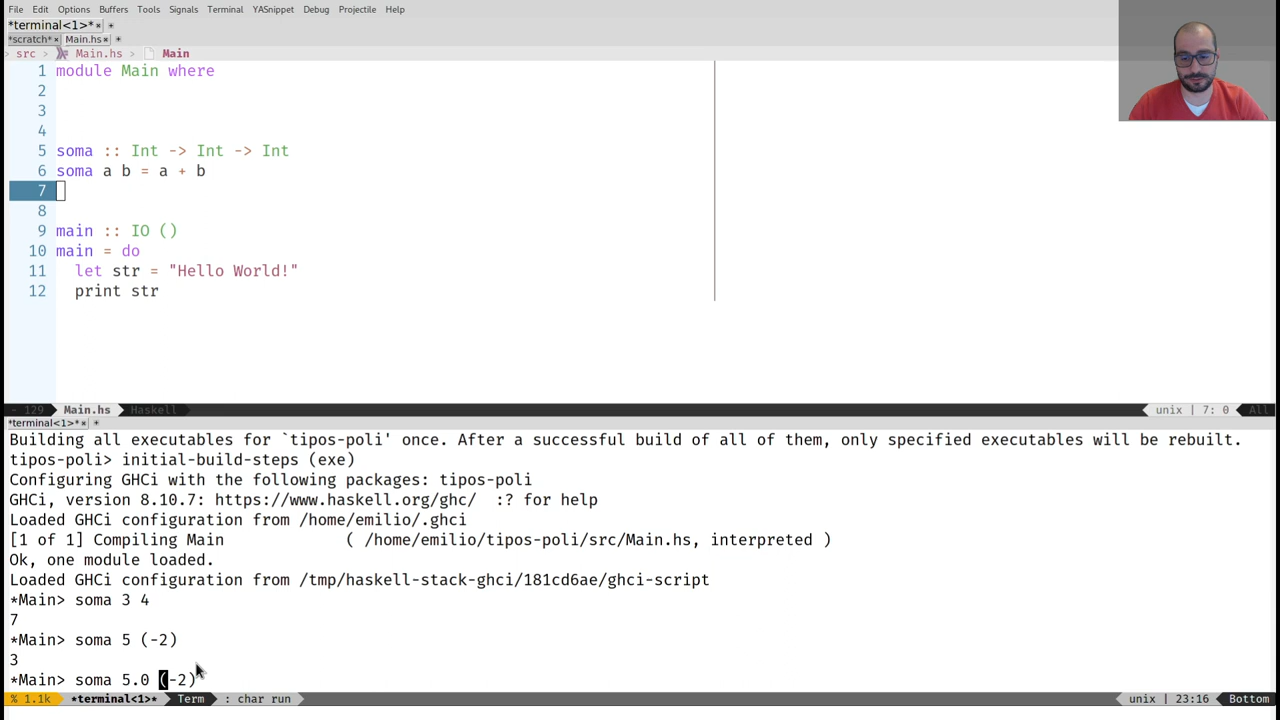 File Edit Options Buffers Tools Signals Terminal YASnippet Debug Projectile Help
*terminal<1>*× +
*scratch*× Main.hs× +
> src > Main.hs > Main
1 module Main where
2
3
4
5 soma :: Int -> Int -> Int
6 soma a b = a + b
7
8
9 main :: IO ()
10 main = do
11 let str = "Hello World!"
12 print str
- 129 Main.hs Haskell unix | 7: 0 All
*terminal<1>*× +
Building all executables for `tipos-poli' once. After a successful build of all of them, only specified executables will be rebuilt.
tipos-poli> initial-build-steps (exe)
Configuring GHCi with the following packages: tipos-poli
GHCi, version 8.10.7: https://www.haskell.org/ghc/ :? for help
Loaded GHCi configuration from /home/emilio/.ghci
[1 of 1] Compiling Main ( /home/emilio/tipos-poli/src/Main.hs, interpreted )
Ok, one module loaded.
Loaded GHCi configuration from /tmp/haskell-stack-ghci/181cd6ae/ghci-script
*Main> soma 3 4
7
*Main> soma 5 (-2)
3
*Main> soma 5.0 (-2)
% 1.1k *terminal<1>* Term : char run unix | 23:16 Bottom